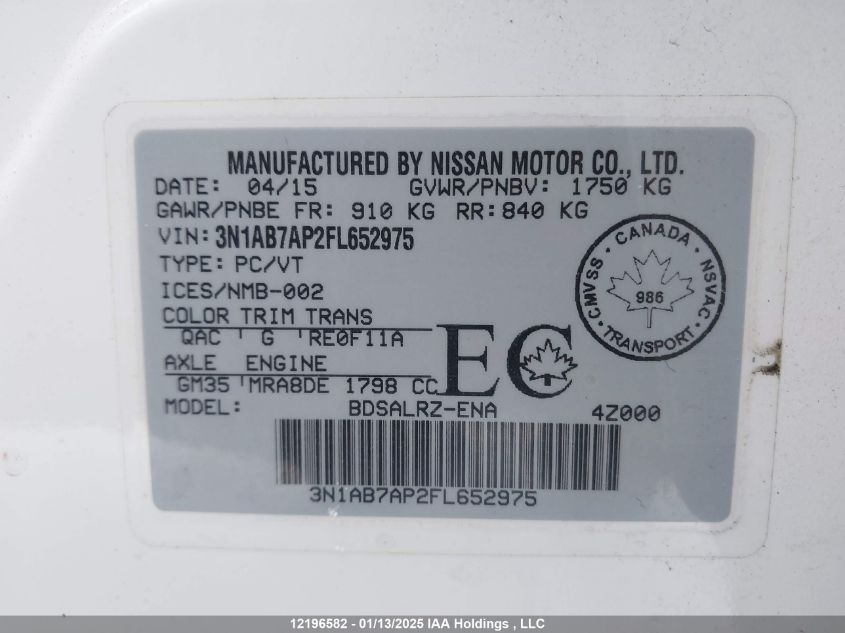 MANUFACTURED BY NISSAN MOTOR CO., LTD.
DATE: 04/15 GVWR/PNBV: 1750 KG
GAWR/PNBE FR: 910 KG RR:840 KG
VIN: 3N1AB7AP2FL652975
TYPE: PC/VT
ICES/NMB-002
COLOR TRIM TRANS
QAC G RE0F11A
AXLE ENGINE
GM35 MRA8DE 1798 CC
EC
CANADA
CMVSS NSVAC
986
TRANSPORT
MODEL: BDSALRZ-ENA 4Z000
3N1AB7AP2FL652975
12196582 - 01/13/2025 IAA Holdings , LLC